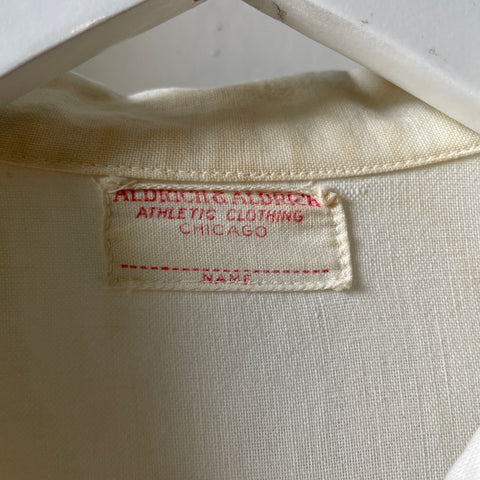 ALDRICH & ALDRICH
ATHLETIC CLOTHING
CHICAGO
NAME